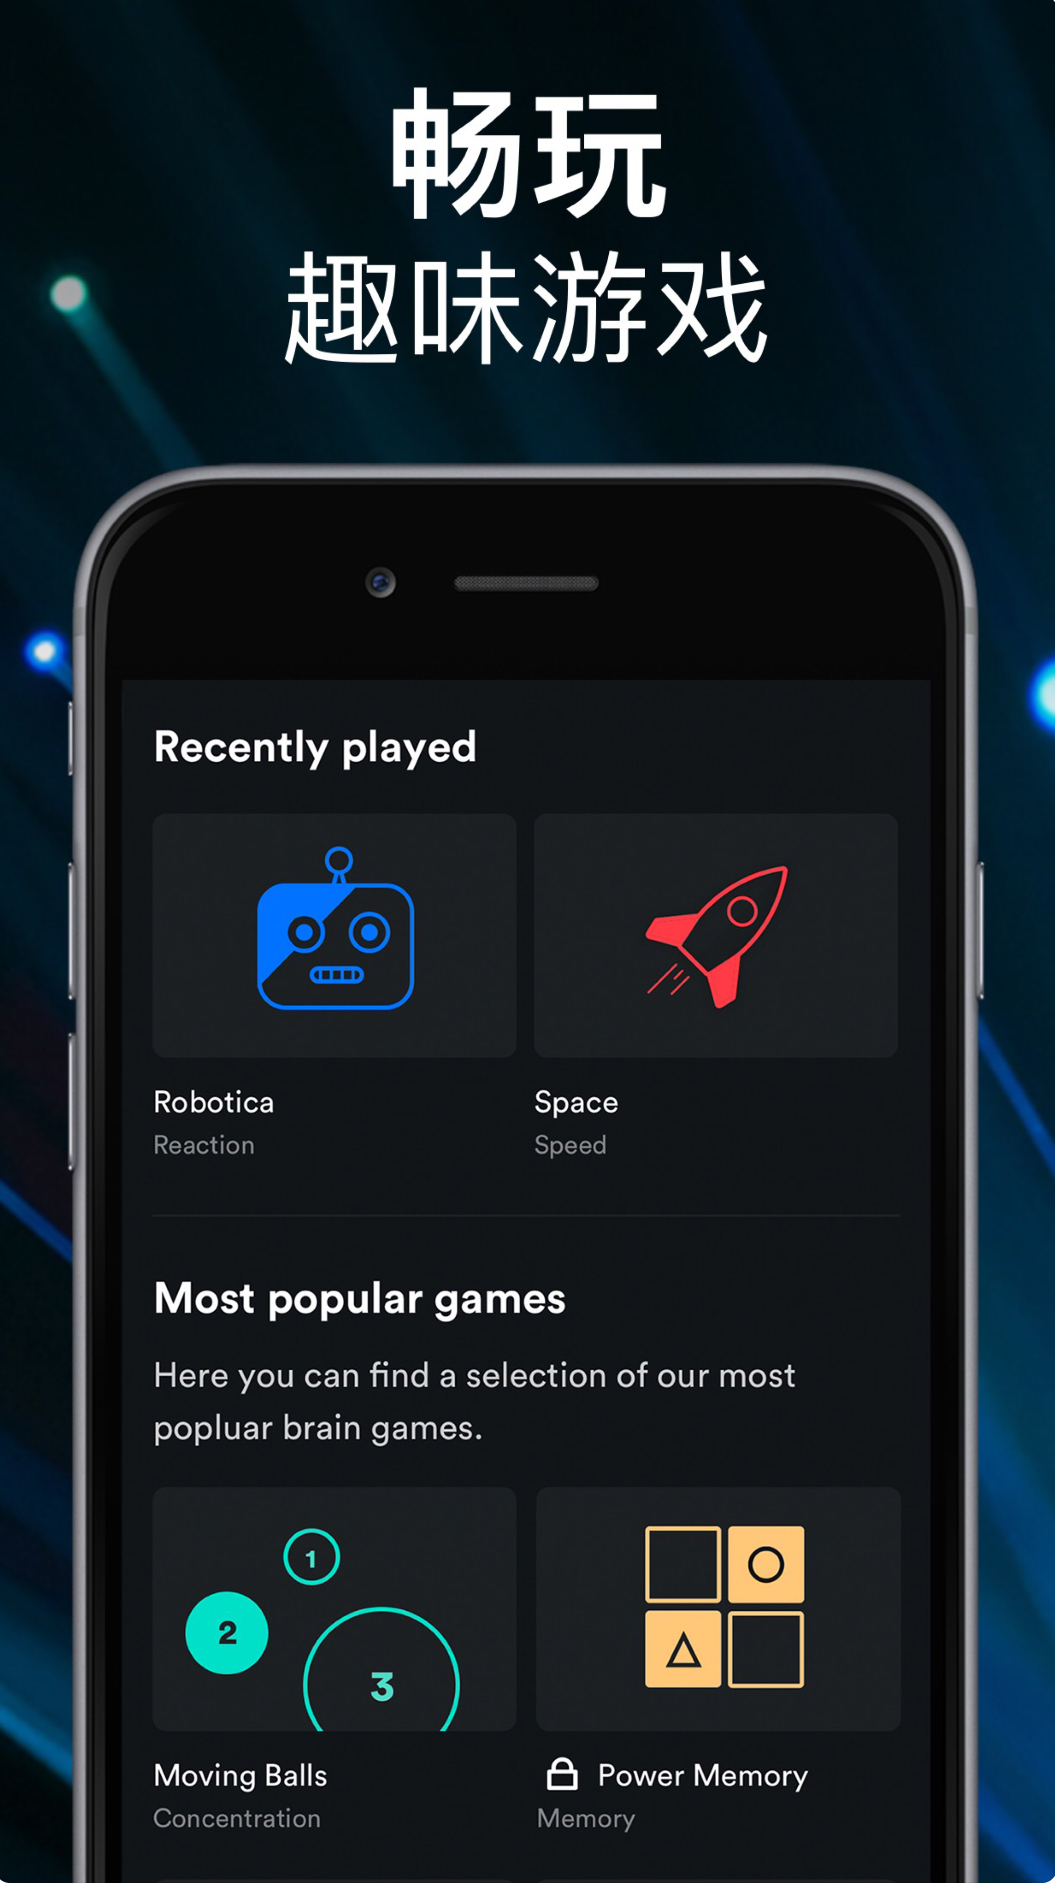 畅玩
趣味游戏
Recently played
Robotica
Reaction
Space
Speed
Most popular games
Here you can find a selection of our most
popluar brain games.
1
2
3
Moving Balls
Concentration
Power Memory
Memory